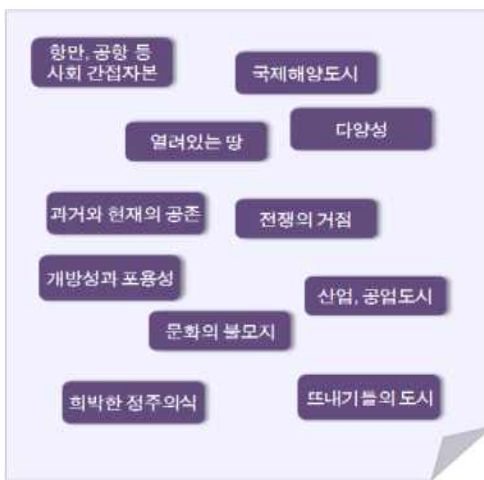 항만, 공항 등
사회 간접자본
국제해양도시
다양성
열려있는 땅
과거와 현재의 공존
전쟁의 거점
개방성과 포용성
산업, 공업도시
문화의 불모지
희박한 정주의식
뜨내기들의 도시